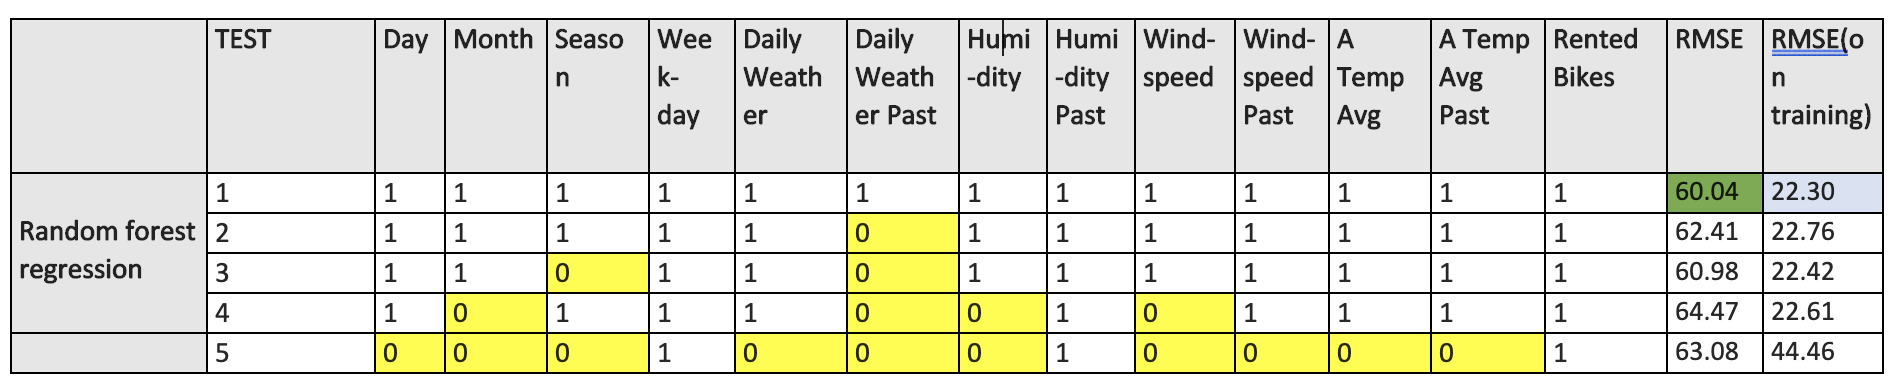 TEST Day Month Seaso Wee Daily Daily Humi Humi Wind- Wind- A A Temp Rented RMSE RMSE(o
n k- Weath Weath -dity -dity speed speed Temp Avg Bikes n
day er er Past Past Past Avg Past training)
1 1 1 1 1 1 1 1 1 1 1 1 1 1 60.04 22.30
Random forest 2 1 1 1 1 1 0 1 1 1 1 1 1 1 62.41 22.76
regression 3 1 1 0 1 1 0 1 1 1 1 1 1 1 60.98 22.42
4 1 0 1 1 1 0 0 1 0 1 1 1 1 64.47 22.61
5 0 0 0 1 0 0 0 1 0 0 0 0 1 63.08 44.46